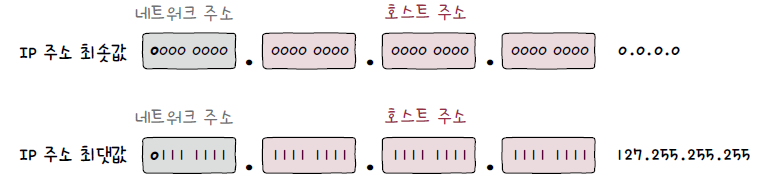 네트워크 주소 호스트 주소
IP 주소 최솟값 0000 0000 . 0000 0000 . 0000 0000 . 0000 0000 0.0.0.0
네트워크 주소 호스트 주소
IP 주소 최댓값 0111 1111 . 1111 1111 . 1111 1111 . 1111 1111 127.255.255.255